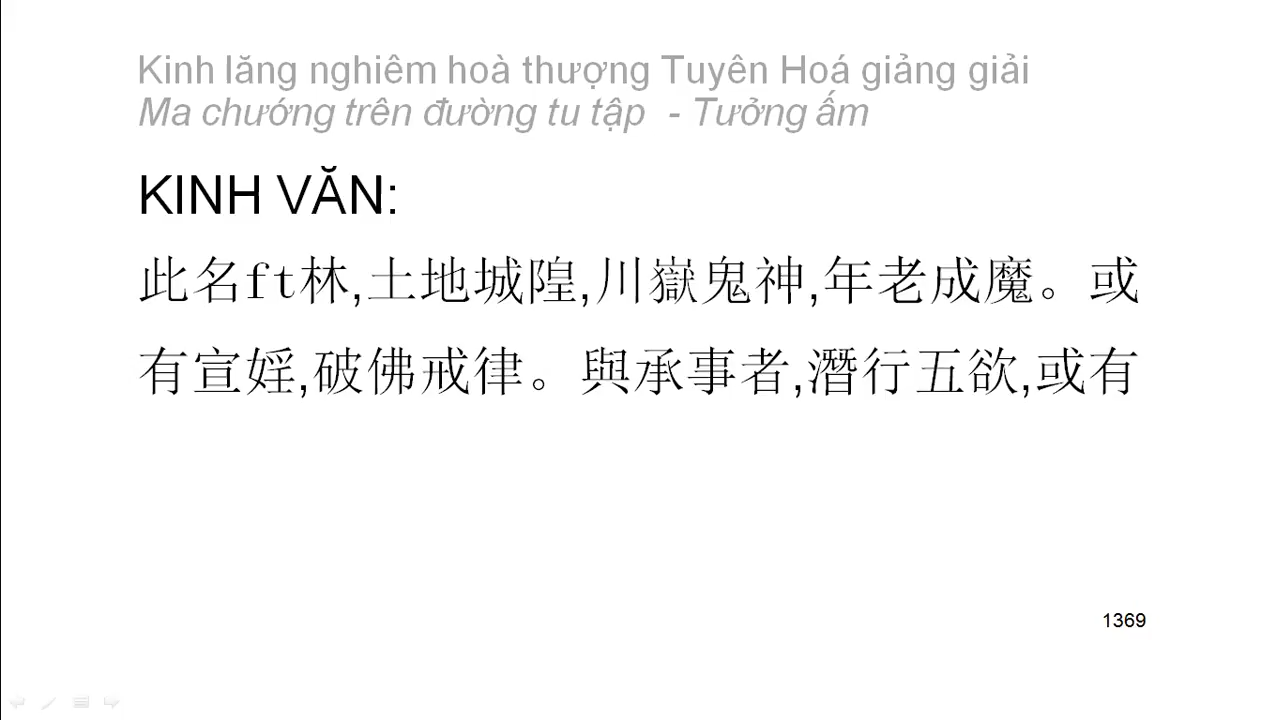 Kinh lăng nghiêm hoà thượng Tuyên Hoá giảng giải
Ma chướng trên đường tu tập - Tưởng ấm
KINH VĂN:
此名ft林,土地城隍,川嶽鬼神,年老成魔。或
有宣婬,破佛戒律。與承事者,潛行五欲,或有
1369